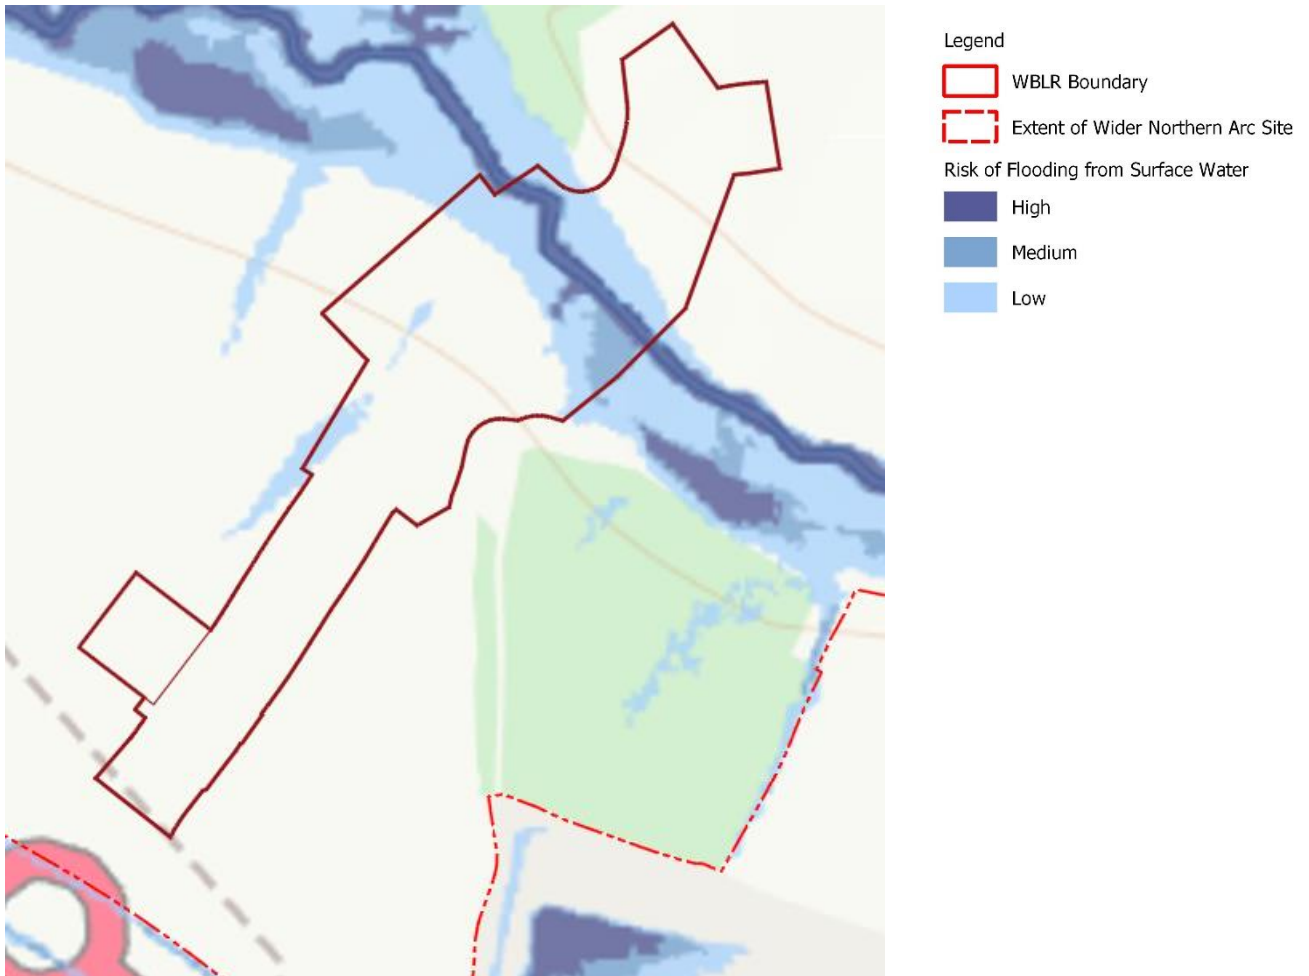 Legend
WBLR Boundary
Extent of Wider Northern Arc Site
Risk of Flooding from Surface Water
High
Medium
Low